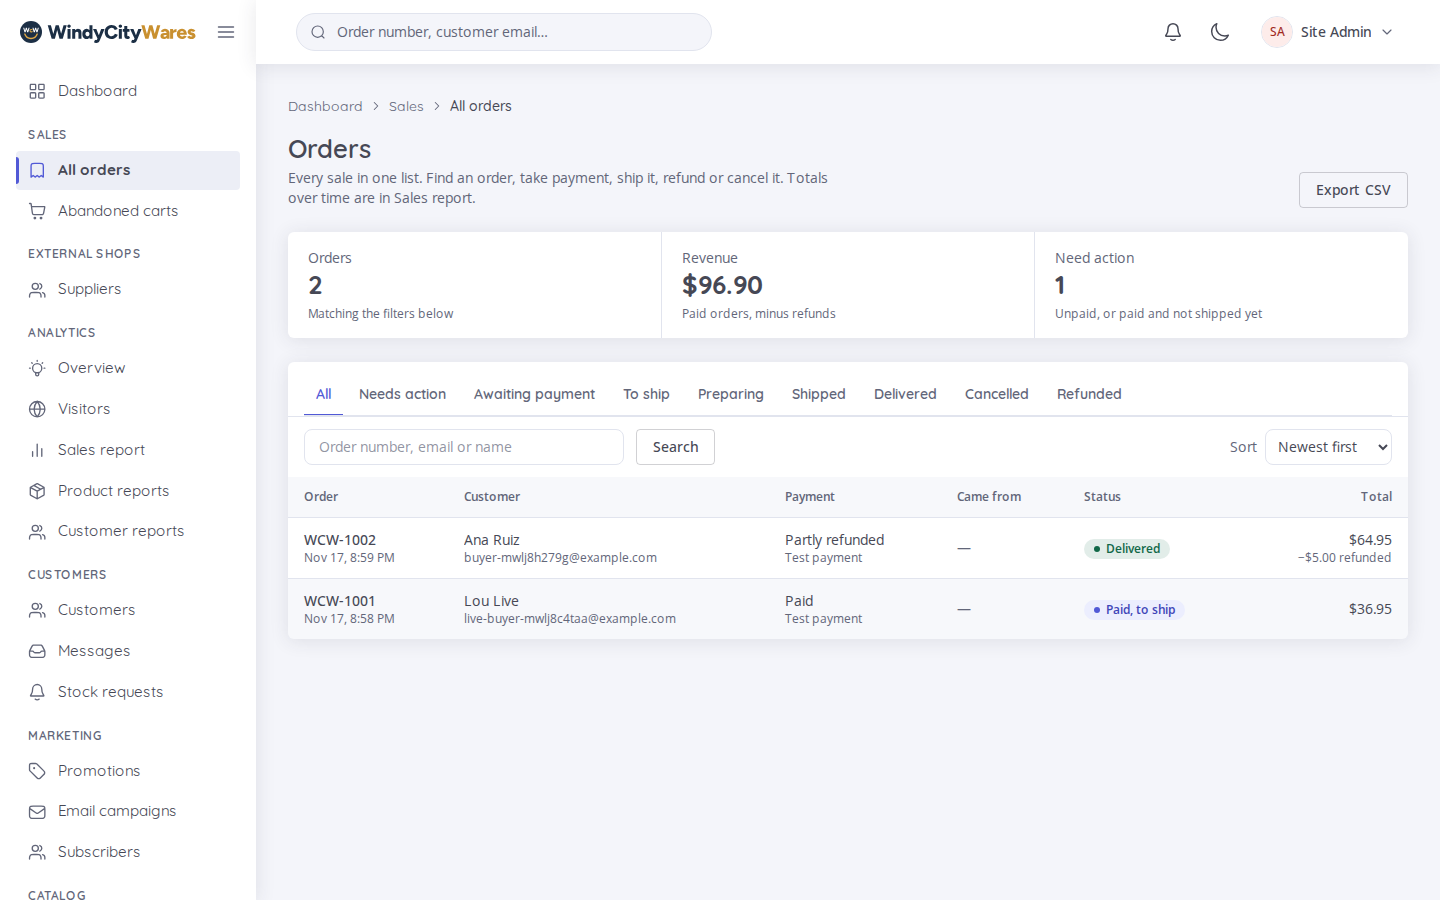 WindyCityWares
Order number, customer email...
SA
Site Admin
Dashboard
SALES
All orders
Abandoned carts
EXTERNAL SHOPS
Suppliers
ANALYTICS
Overview
Visitors
Sales report
Product reports
Customer reports
CUSTOMERS
Customers
Messages
Stock requests
MARKETING
Promotions
Email campaigns
Subscribers
CATALOG
Dashboard > Sales > All orders
Orders
Every sale in one list. Find an order, take payment, ship it, refund or cancel it. Totals
over time are in Sales report.
Export CSV
Orders
2
Matching the filters below
Revenue
$96.90
Paid orders, minus refunds
Need action
1
Unpaid, or paid and not shipped yet
All Needs action Awaiting payment To ship Preparing Shipped Delivered Cancelled Refunded
Order number, email or name Search Sort Newest first
Order Customer Payment Came from Status Total
WCW-1002 Ana Ruiz Partly refunded — Delivered $64.95
Nov 17, 8:59 PM buyer-mwlj8h279g@example.com Test payment −$5.00 refunded
WCW-1001 Lou Live Paid — Paid, to ship $36.95
Nov 17, 8:58 PM live-buyer-mwlj8c4taa@example.com Test payment